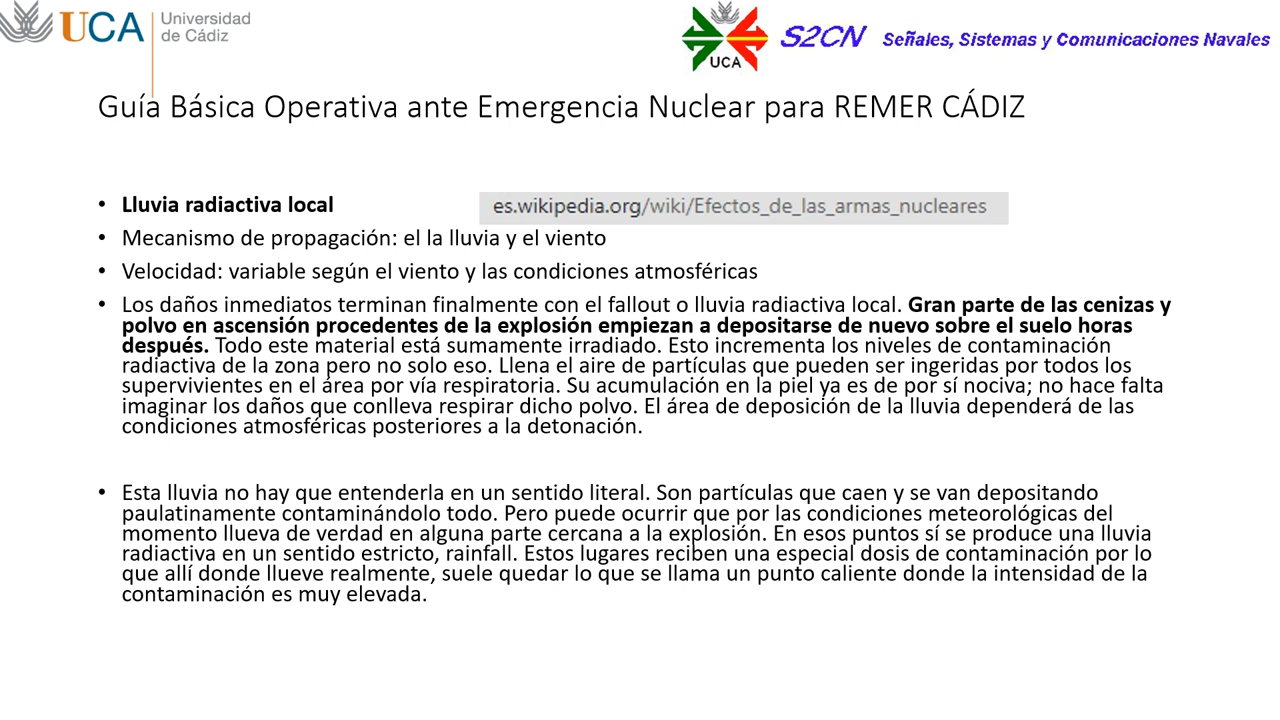 UCA
Universidad
de Cádiz
UCA
S2CN
Señales, Sistemas y Comunicaciones Navales
Guía Básica Operativa ante Emergencia Nuclear para REMER CÁDIZ
• Lluvia radiactiva local
es.wikipedia.org/wiki/Efectos_de_las_armas_nucleares
• Mecanismo de propagación: el la lluvia y el viento
• Velocidad: variable según el viento y las condiciones atmosféricas
• Los daños inmediatos terminan finalmente con el fallout o lluvia radiactiva local. Gran parte de las cenizas y
polvo en ascensión procedentes de la explosión empiezan a depositarse de nuevo sobre el suelo horas
después. Todo este material está sumamente irradiado. Esto incrementa los niveles de contaminación
radiactiva de la zona pero no solo eso. Llena el aire de partículas que pueden ser ingeridas por todos los
supervivientes en el área por vía respiratoria. Su acumulación en la piel ya es de por sí nociva; no hace falta
imaginar los daños que conlleva respirar dicho polvo. El área de deposición de la lluvia dependerá de las
condiciones atmosféricas posteriores a la detonación.
• Esta lluvia no hay que entenderla en un sentido literal. Son partículas que caen y se van depositando
paulatinamente contaminándolo todo. Pero puede ocurrir que por las condiciones meteorológicas del
momento llueva de verdad en alguna parte cercana a la explosión. En esos puntos sí se produce una lluvia
radiactiva en un sentido estricto, rainfall. Estos lugares reciben una especial dosis de contaminación por lo
que allí donde llueve realmente, suele quedar lo que se llama un punto caliente donde la intensidad de la
contaminación es muy elevada.